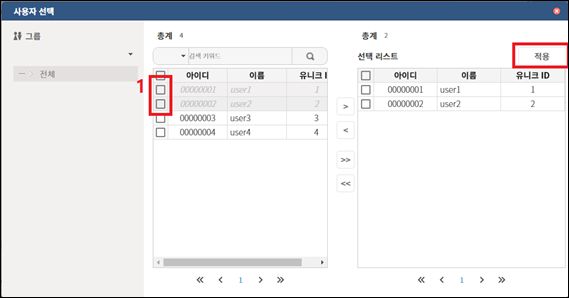 사용자 선택
그룹
전체
총계 4
검색 키워드
아이디 이름 유니크 I
00000001 user1 1
00000002 user2 2
00000003 user3 3
00000004 user4 4
1
> 
<
>>
<<
총계 2
선택 리스트 적용
아이디 이름 유니크 ID
00000001 user1 1
00000002 user2 2
« < 1 > »
« < 1 > »